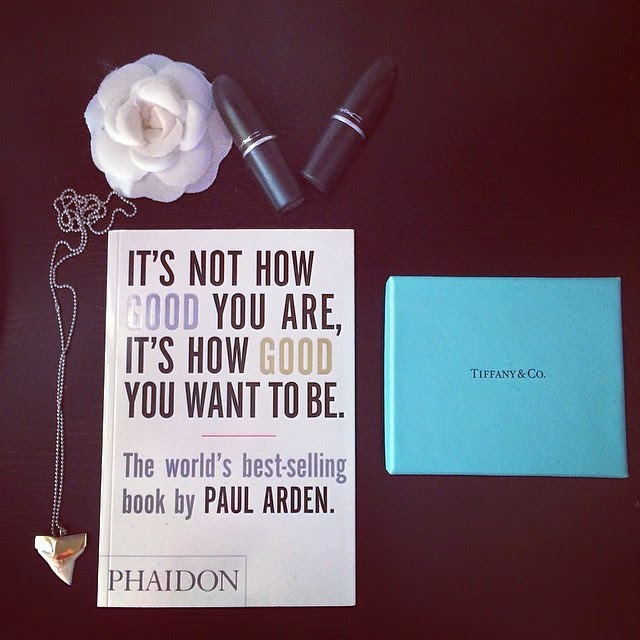 IT'S NOT HOW
GOOD YOU ARE,
IT'S HOW GOOD
YOU WANT TO BE.
The world's best-selling
book by PAUL ARDEN.
PHAIDON
TIFFANY & CO.